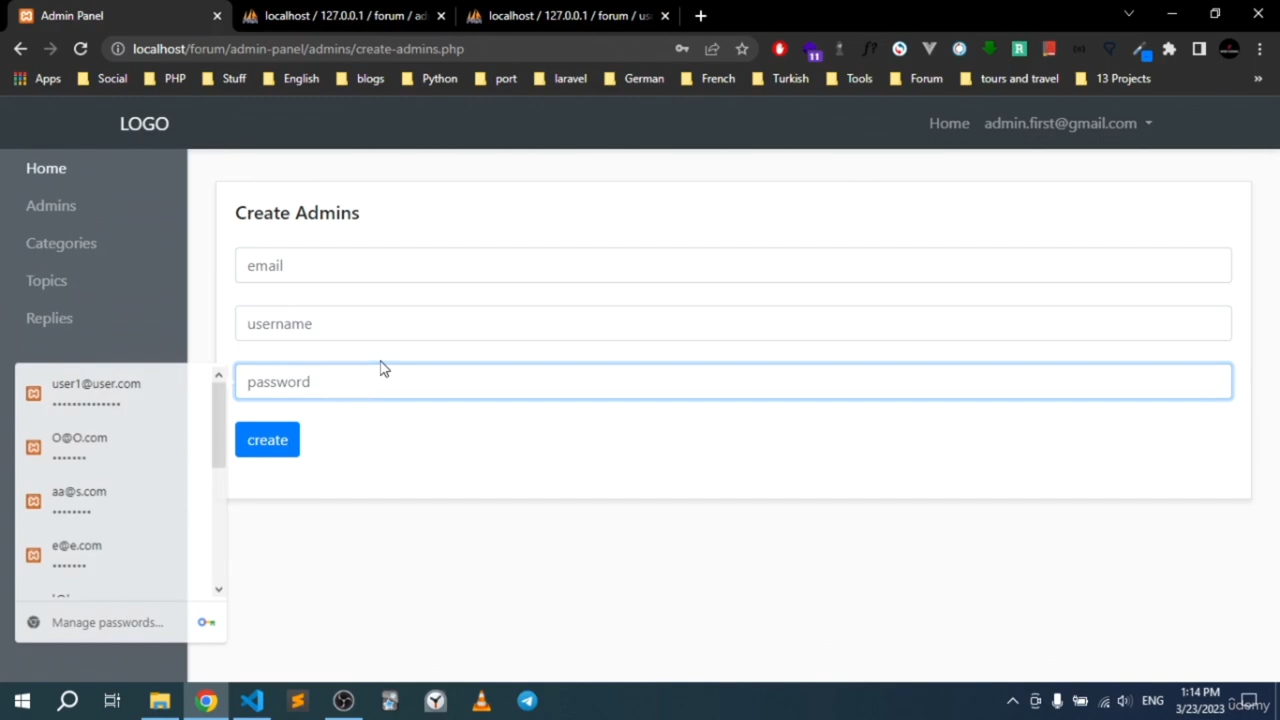 Admin Panel
localhost / 127.0.0.1 / forum / ad
localhost / 127.0.0.1 / forum / us
localhost/forum/admin-panel/admins/create-admins.php
11
Apps
Social
PHP
Stuff
English
blogs
Python
port
laravel
German
French
Turkish
Tools
Forum
tours and travel
13 Projects
»
LOGO
Home
admin.first@gmail.com
Home
Admins
Categories
Topics
Replies
Create Admins
email
username
password
create
user1@user.com
••••••••••••••
O@O.com
•••••••
aa@s.com
••••••••
e@e.com
•••••••
Manage passwords...
ENG
1:14 PM
3/23/2023
udemy